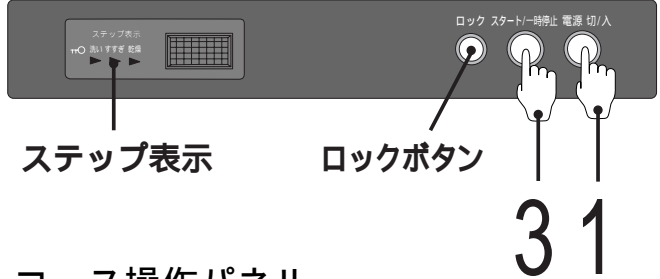 ロック スタート/一時停止 電源 切/入
ステップ表示
洗い すすぎ 乾燥
ステップ表示 ロックボタン
3 1
コース操作パネル